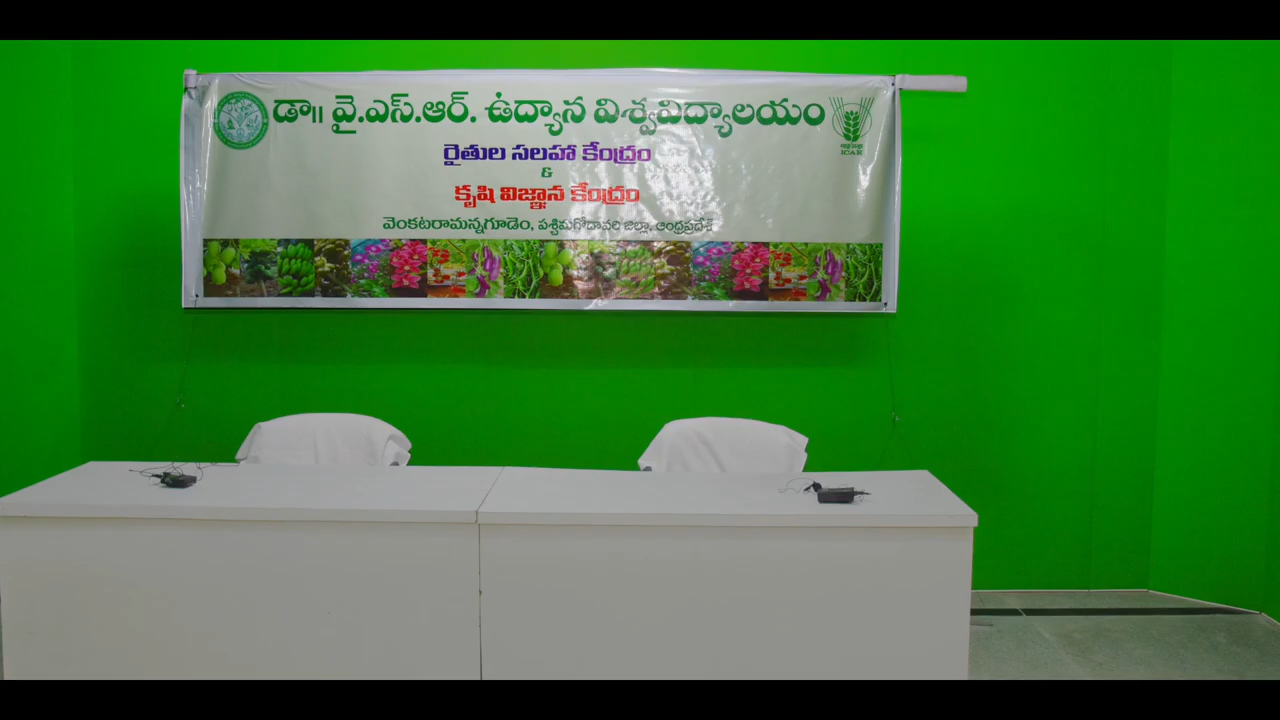 డా॥ వై.ఎస్.ఆర్. ఉద్యాన విశ్వవిద్యాలయం
రైతుల సలహా కేంద్రం
&
కృషి విజ్ఞాన కేంద్రం
వెంకటరామన్నగూడెం, పశ్చిమగోదావరి జిల్లా, ఆంధ్రప్రదేశ్
ICAR